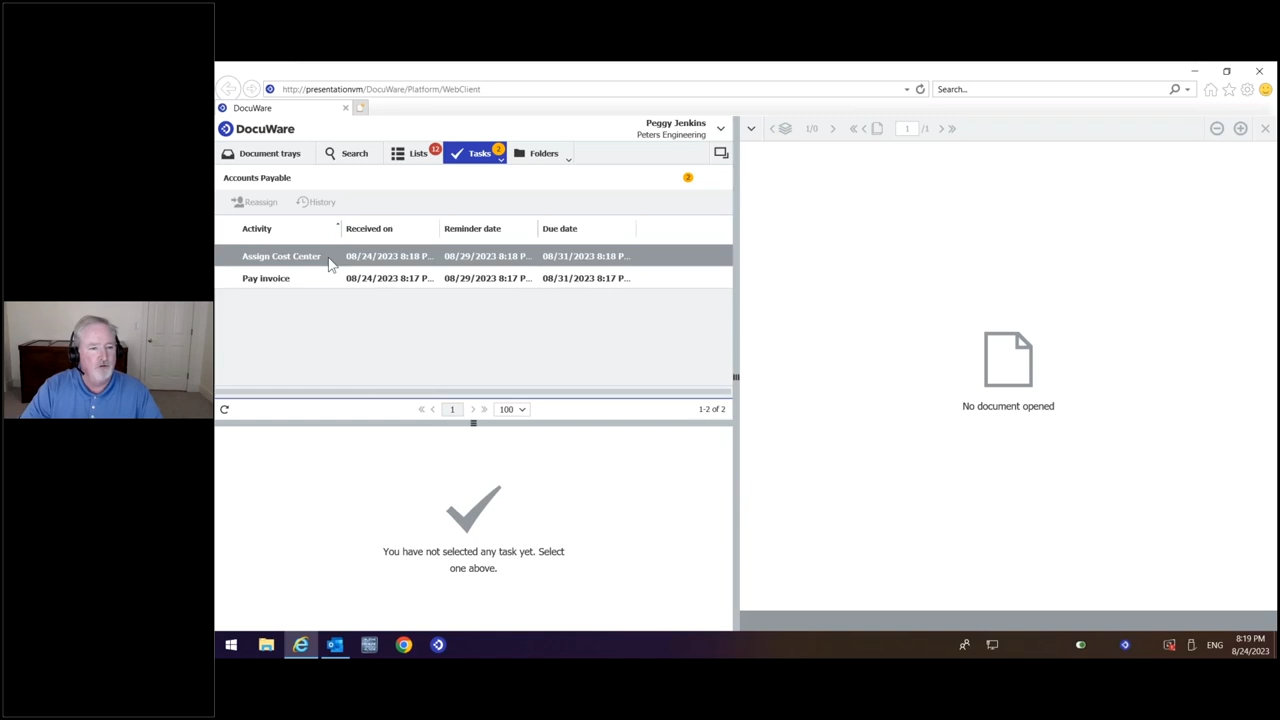 http://presentationvm/DocuWare/Platform/WebClient
Search...
DocuWare
DocuWare
Peggy Jenkins
Peters Engineering
1/0
1
/1
Document trays
Search
Lists
12
Tasks
2
Folders
Accounts Payable
2
Reassign
History
Activity
Received on
Reminder date
Due date
Assign Cost Center
08/24/2023 8:18 P...
08/29/2023 8:18 P...
08/31/2023 8:18 P...
Pay invoice
08/24/2023 8:17 P...
08/29/2023 8:17 P...
08/31/2023 8:17 P...
1
100
1-2 of 2
You have not selected any task yet. Select
one above.
No document opened
ENG
8:19 PM
8/24/2023